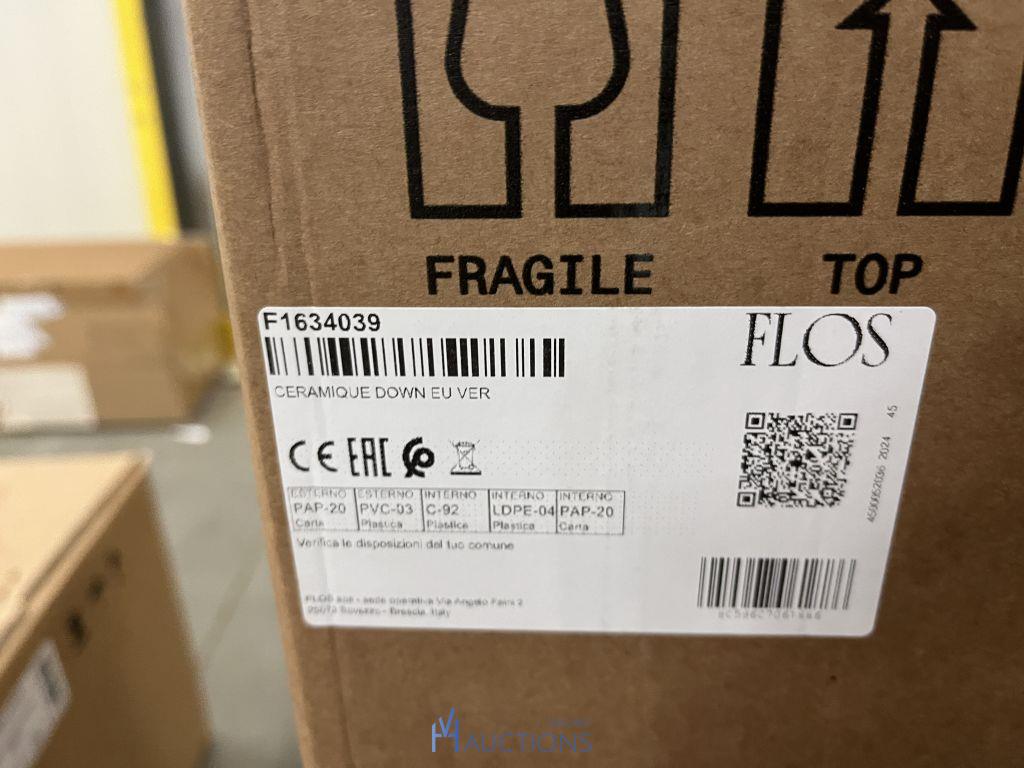 FRAGILE
TOP
F1634039
FLOS
CERAMIQUE DOWN EU VER
CE EAC
ESTERNO ESTERNO INTERNO INTERNO INTERNO
PAP-20 PVC-03 C-92 LDPE-04 PAP-20
Carta Plastica Plastica Plastica Carta
Verifica le disposizioni del tuo comune
4500052036 2024 45
FLOS spa - sede operativa Via Angelo Faini 2
25073 Bovezzo - Brescia, Italy
AUCTIONS